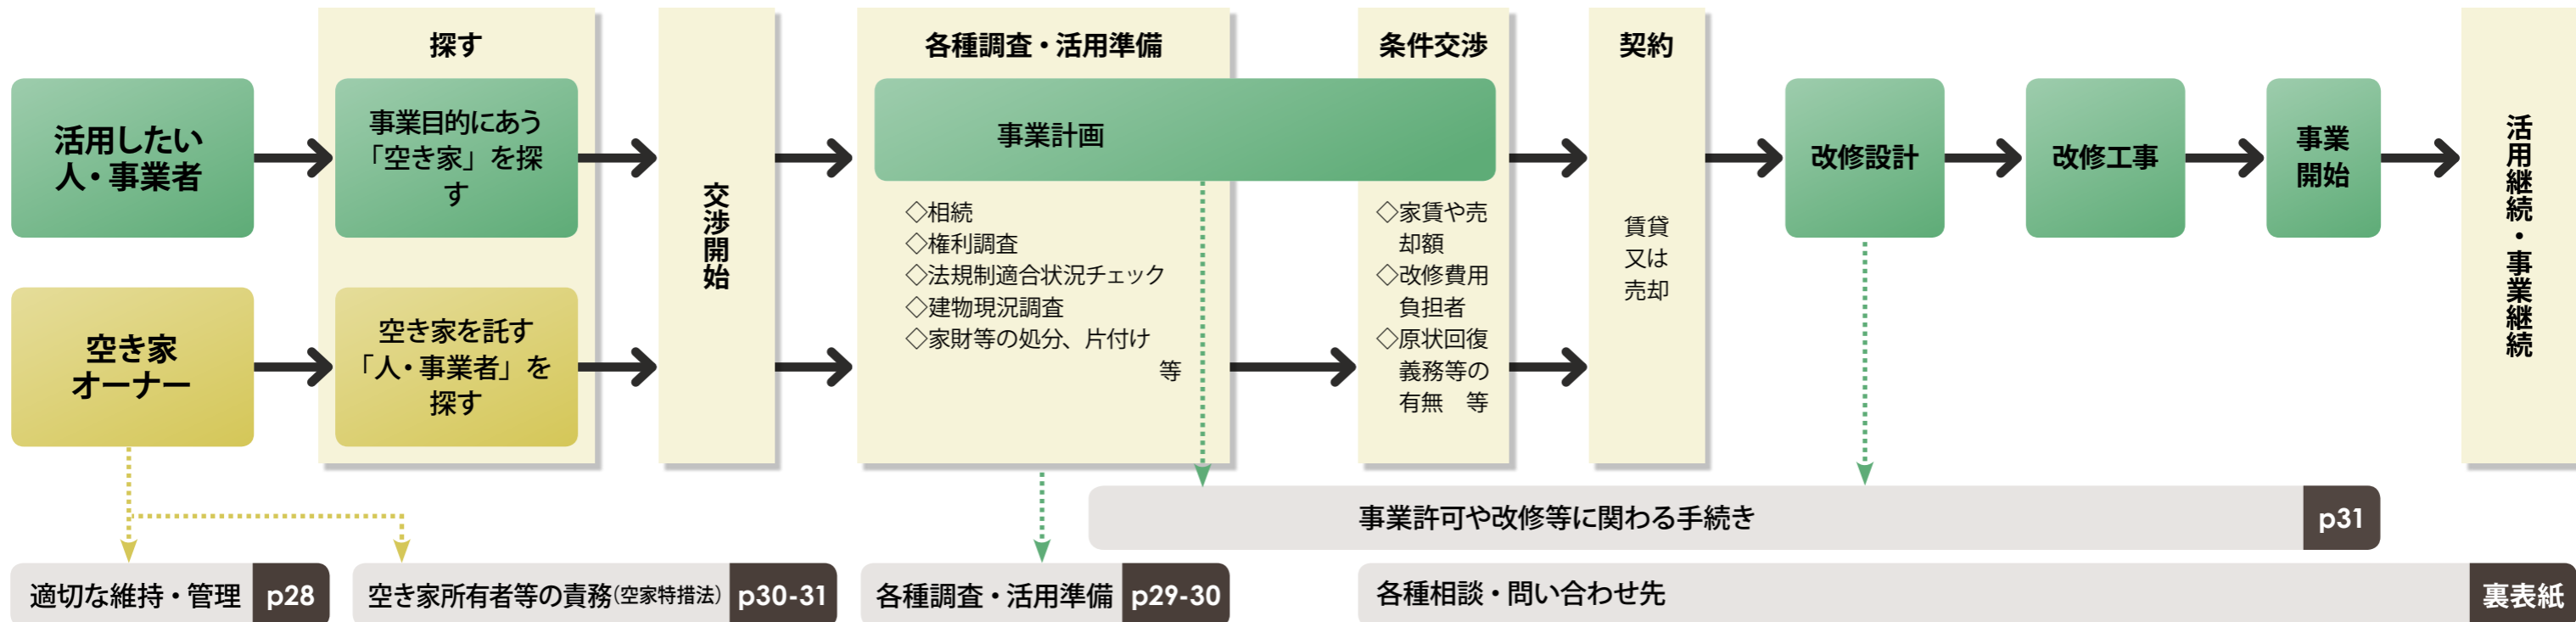 探す
各種調査・活用準備
条件交渉
契約
活用したい
人・事業者
事業目的にあう
「空き家」を探
す
交渉開始
事業計画
改修設計
改修工事
事業
開始
活用継続・事業継続
空き家
オーナー
空き家を託す
「人・事業者」を
探す
◇相続
◇権利調査
◇法規制適合状況チェック
◇建物現況調査
◇家財等の処分、片付け
等
◇家賃や売
却額
◇改修費用
負担者
◇原状回復
義務等の
有無　等
賃貸
又は
売却
事業許可や改修等に関わる手続き p31
適切な維持・管理 p28
空き家所有者等の責務(空家特措法) p30-31
各種調査・活用準備 p29-30
各種相談・問い合わせ先 裏表紙